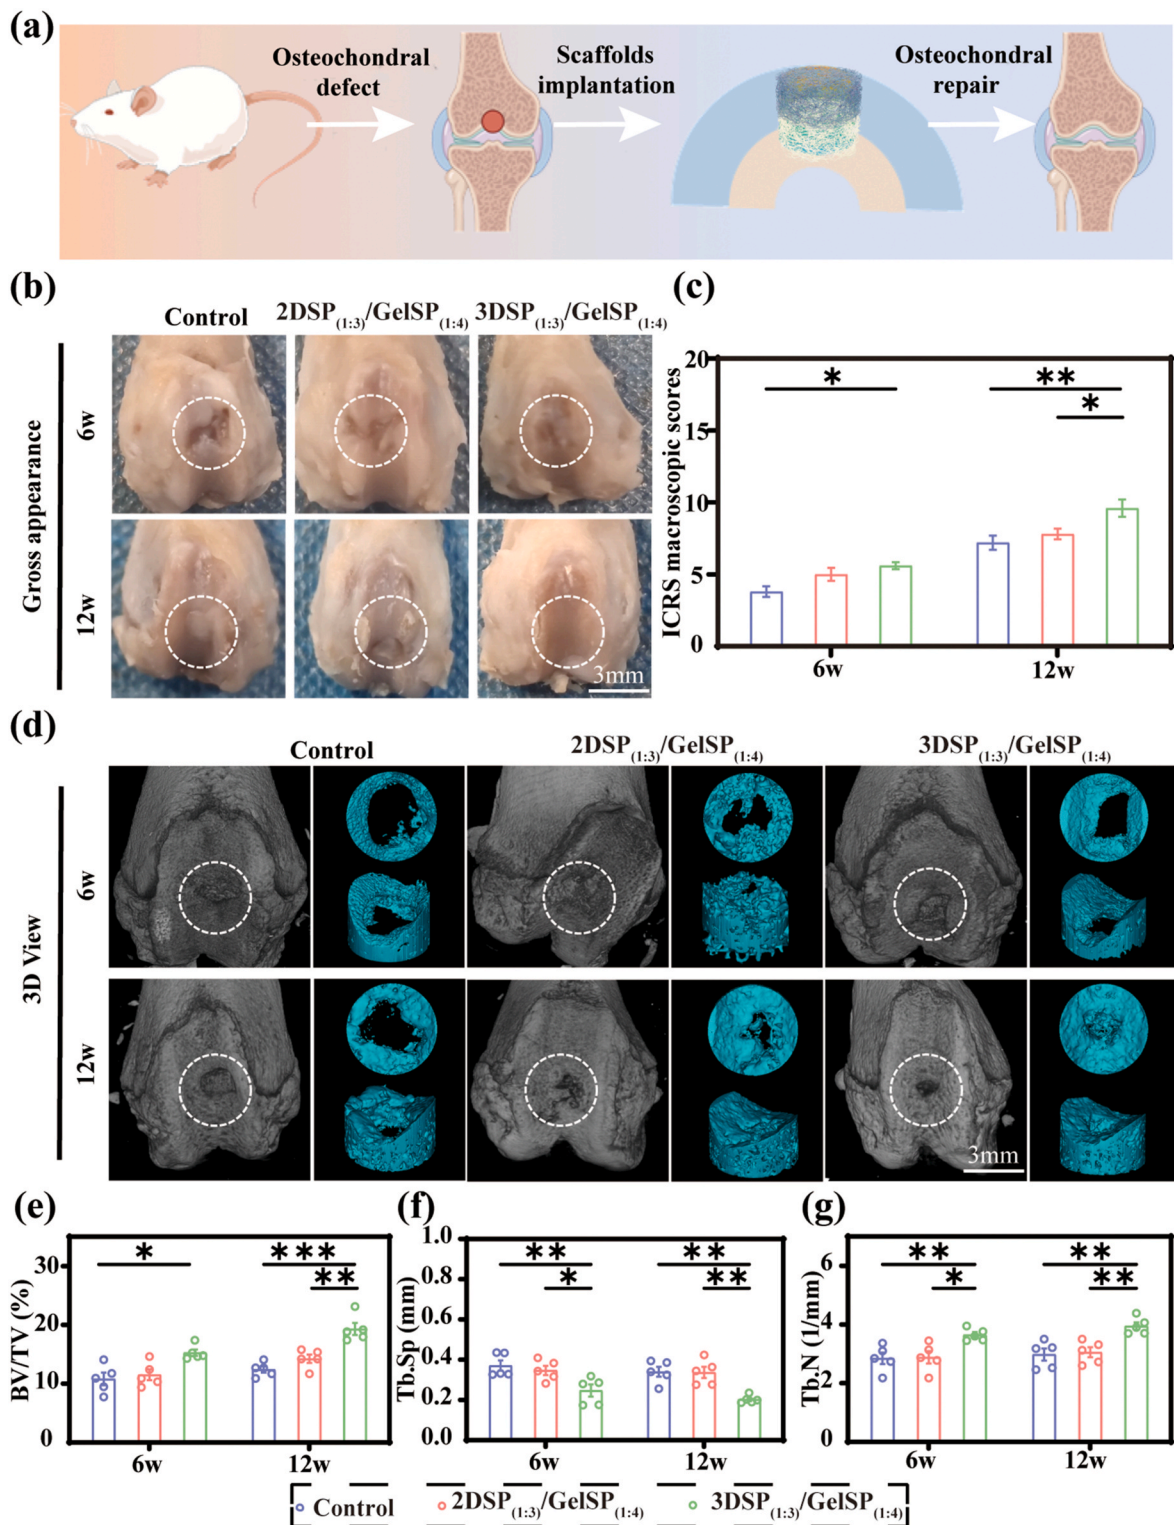 (a)
Osteochondral
defect
Scaffolds
implantation
Osteochondral
repair
(b)
Control
2DSP(1:3)/GelSP(1:4)
3DSP(1:3)/GelSP(1:4)
Gross appearance
6w
12w
3mm
(c)
ICRS macroscopic scores
20
15
10
5
0
*
**
*
6w
12w
(d)
Control
2DSP(1:3)/GelSP(1:4)
3DSP(1:3)/GelSP(1:4)
3D View
6w
12w
3mm
(e)
BV/TV (%)
30
20
10
0
*
***
**
6w
12w
(f)
Tb.Sp (mm)
1.0
0.8
0.6
0.4
0.2
0.0
**
*
**
**
6w
12w
(g)
Tb.N (1/mm)
6
4
2
0
**
*
**
**
6w
12w
Control
2DSP(1:3)/GelSP(1:4)
3DSP(1:3)/GelSP(1:4)